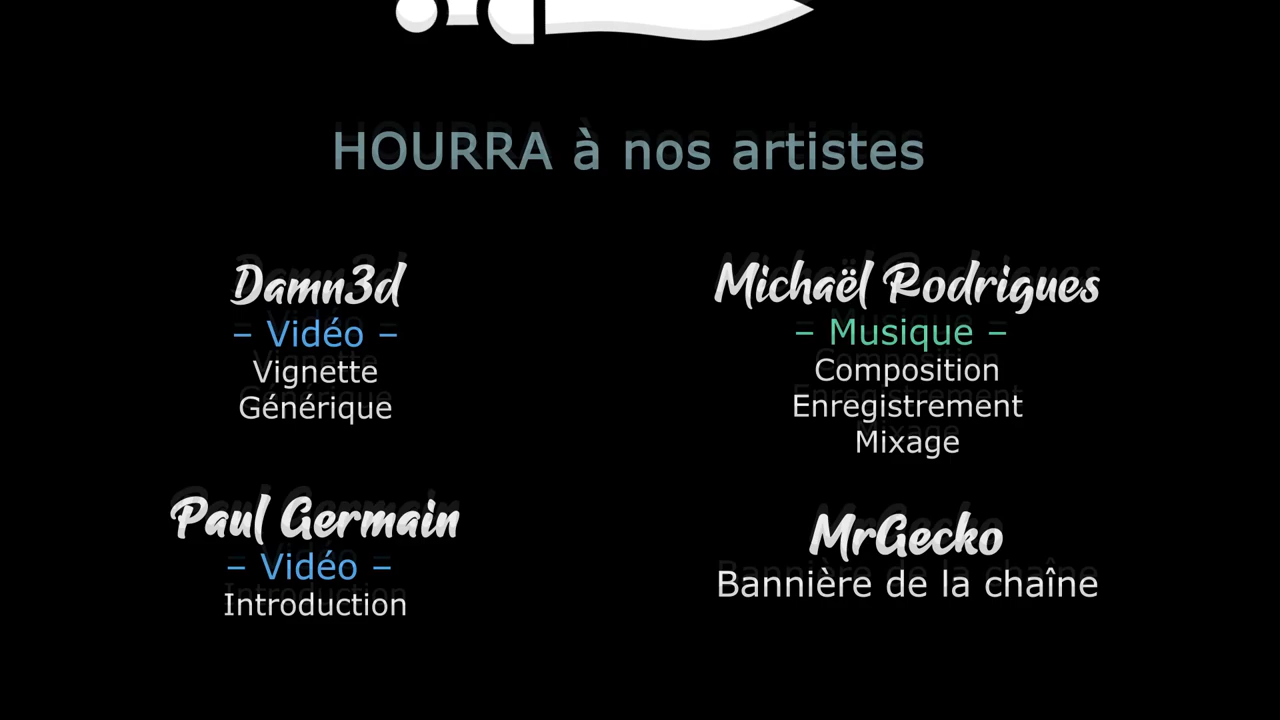 HOURRA à nos artistes
Damn3d
– Vidéo –
Vignette
Générique
Michaël Rodrigues
– Musique –
Composition
Enregistrement
Mixage
Paul Germain
– Vidéo –
Introduction
MrGecko
Bannière de la chaîne